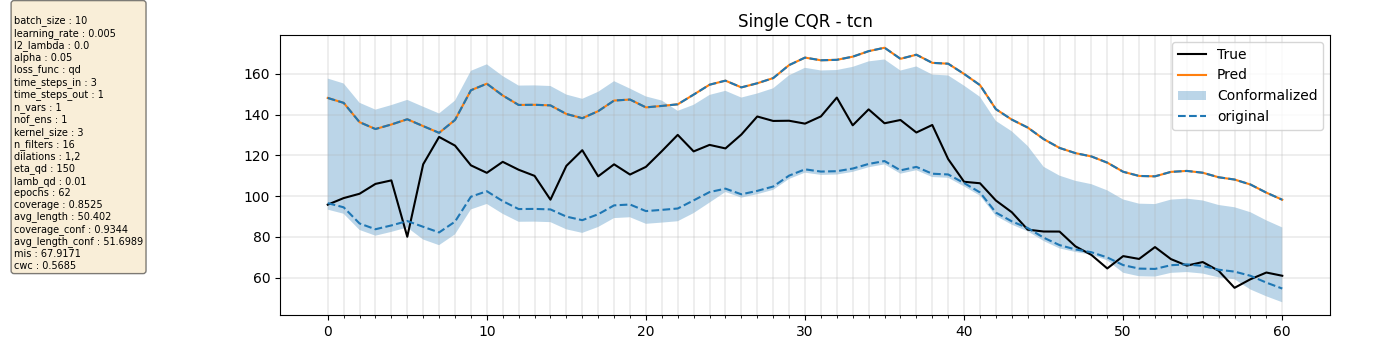 batch_size : 10
learning_rate : 0.005
l2_lambda : 0.0
alpha : 0.05
loss_func : qd
time_steps_in : 3
time_steps_out : 1
n_vars : 1
nof_ens : 1
kernel_size : 3
n_filters : 16
dilations : 1,2
eta_qd : 150
lamb_qd : 0.01
epochs : 62
coverage : 0.8525
avg_length : 50.402
coverage_conf : 0.9344
avg_length_conf : 51.6989
mis : 67.9171
cwc : 0.5685
Single CQR - tcn
160
140
120
100
80
60
0 10 20 30 40 50 60
True
Pred
Conformalized
original